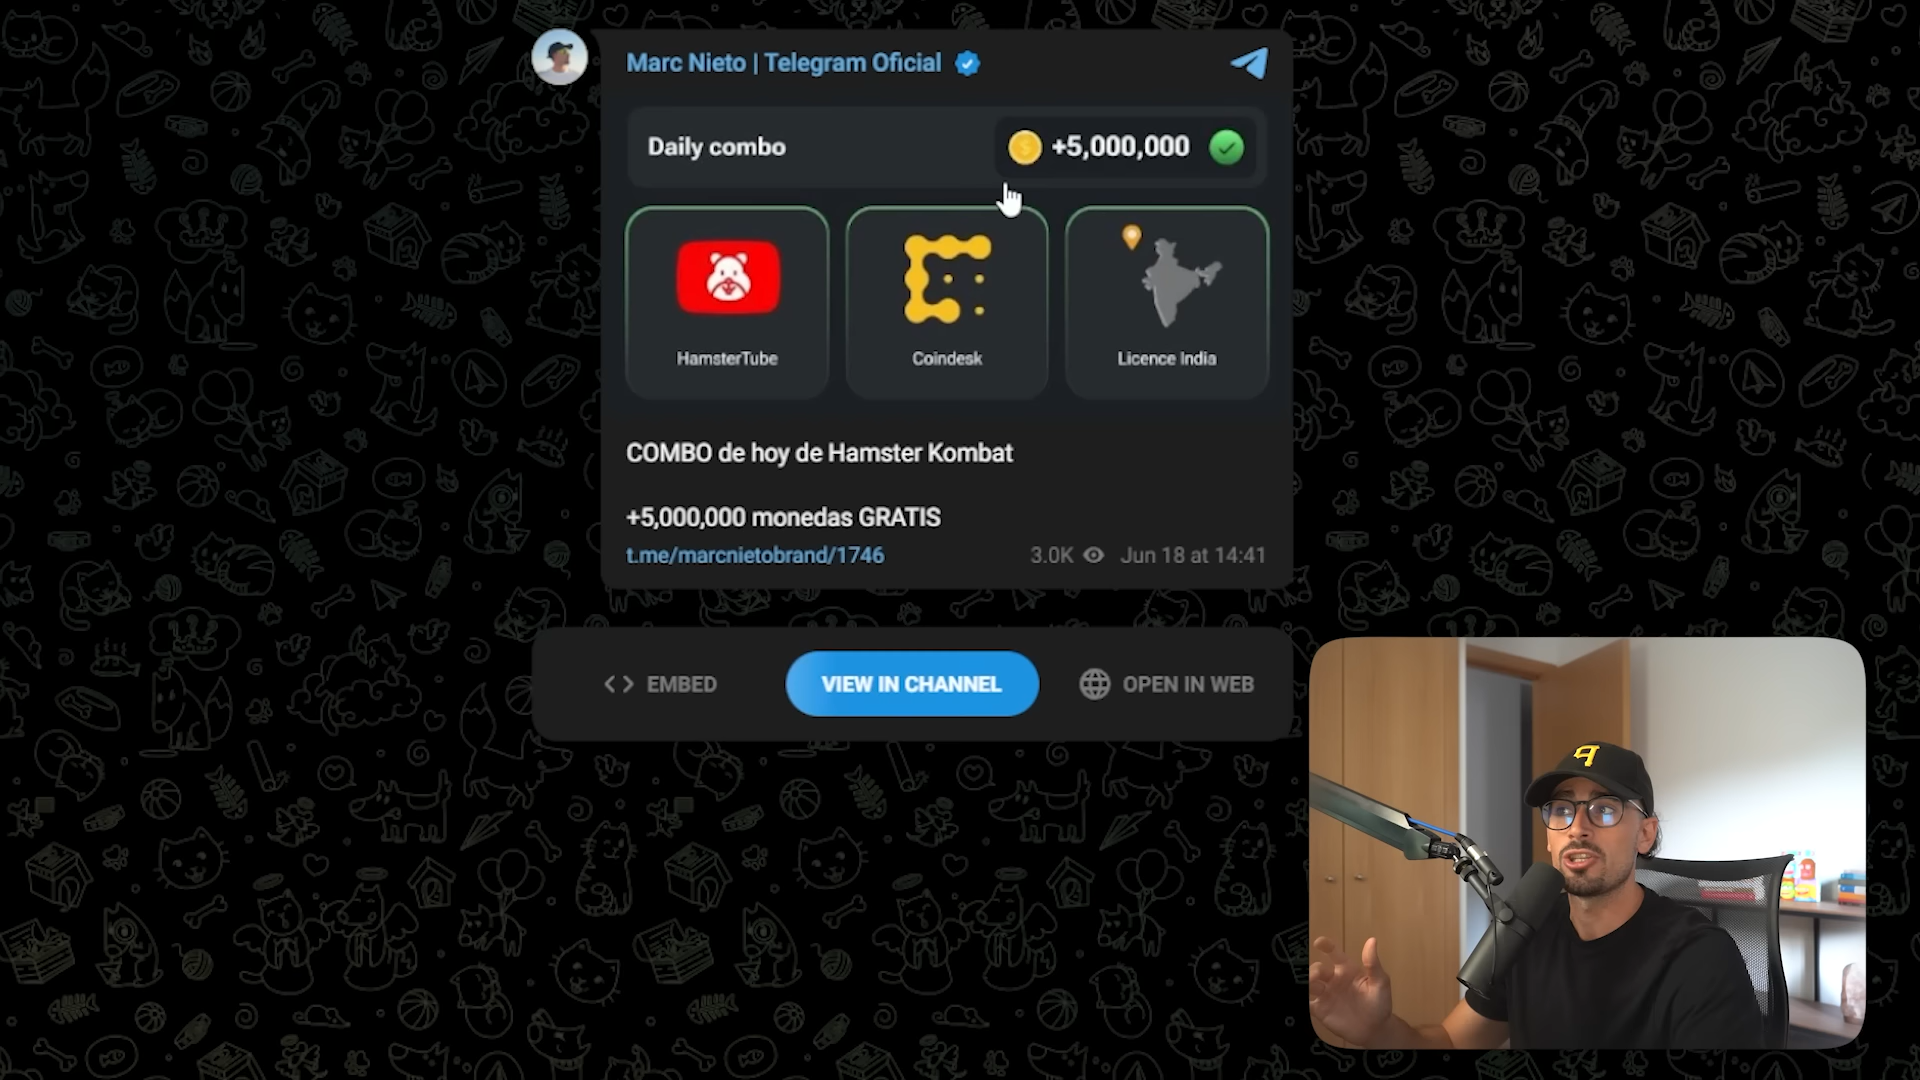 Marc Nieto | Telegram Oficial
Daily combo
+5,000,000
HamsterTube
Coindesk
Licence India
COMBO de hoy de Hamster Kombat
+5,000,000 monedas GRATIS
t.me/marcnietobrand/1746
3.0K
Jun 18 at 14:41
EMBED
VIEW IN CHANNEL
OPEN IN WEB